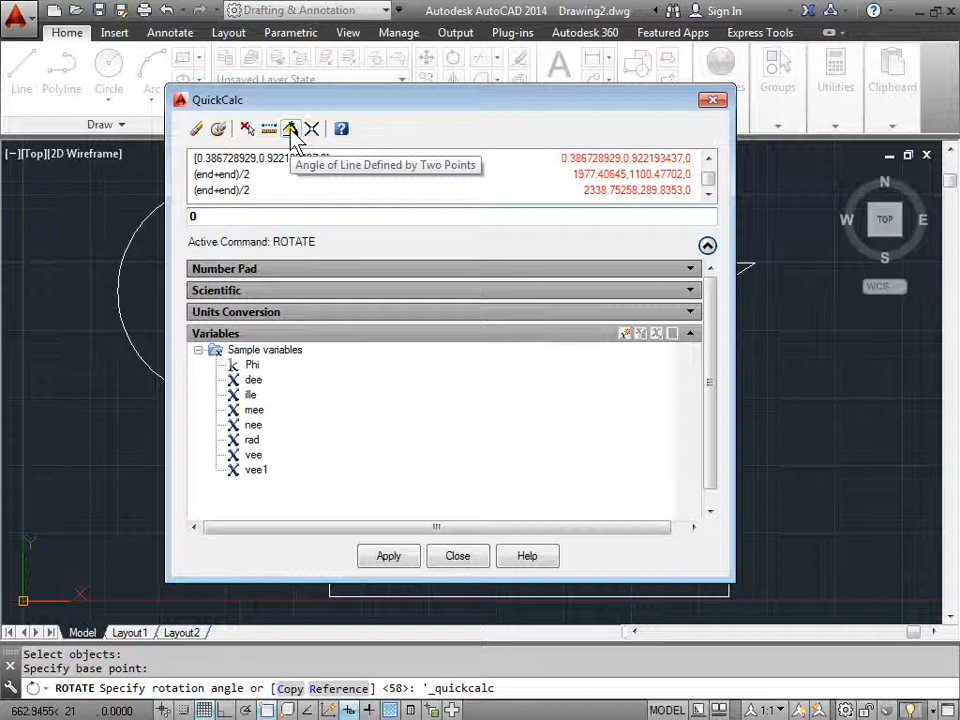 Drafting & Annotation
Autodesk AutoCAD 2014 Drawing2.dwg
Sign In
Home Insert Annotate Layout Parametric View Manage Output Plug-ins Autodesk 360 Featured Apps Express Tools
Line Polyline Circle Arc
Unsaved Layer State
Groups Utilities Clipboard
Draw
QuickCalc
[−][Top][2D Wireframe]
0.386728929,0.922193437,0
Angle of Line Defined by Two Points
(end+end)/2 1977.40645,1100.47702,0
(end+end)/2 2338.75258,289.8353,0
0
Active Command: ROTATE
Number Pad
Scientific
Units Conversion
Variables
Sample variables
Phi
dee
ille
mee
nee
rad
vee
vee1
Apply Close Help
N
W TOP E
S
WCS
Y
X
Model Layout1 Layout2
Select objects:
Specify base point:
ROTATE Specify rotation angle or [Copy Reference] <58>: '_quickcalc
662.9455< 21 , 0.0000
MODEL 1:1